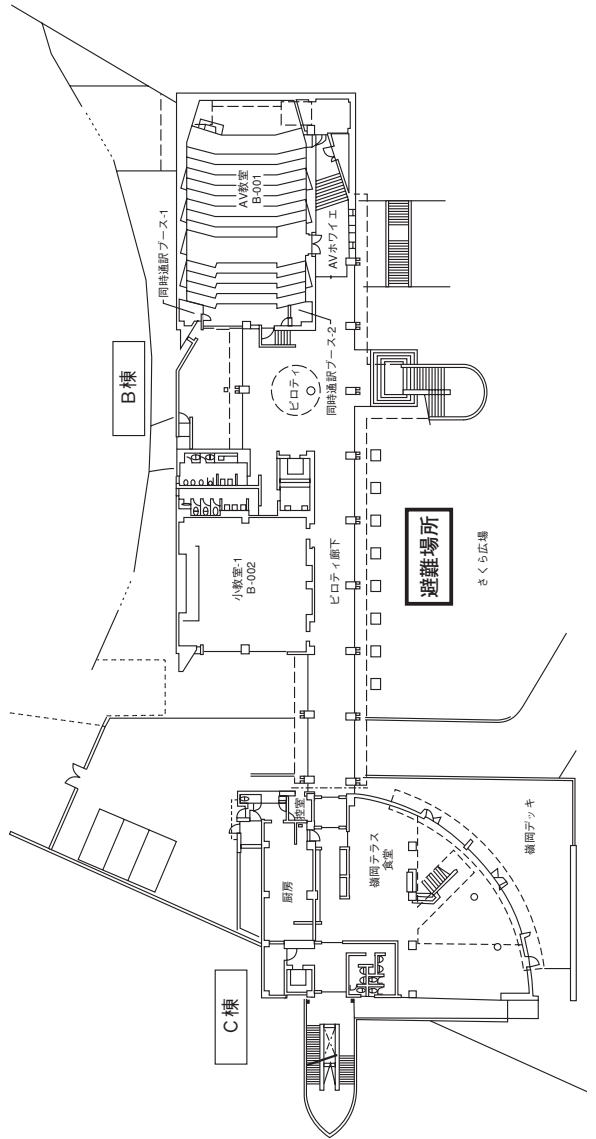 B棟
同時通訳ブース-1
AV教室
B-001
AVホワイエ
同時通訳ブース-2
ピロティ
小教室-1
B-002
ピロティ廊下
避難場所
さくら広場
C棟
控室
厨房
嶺岡テラス
食堂
嶺岡デッキ